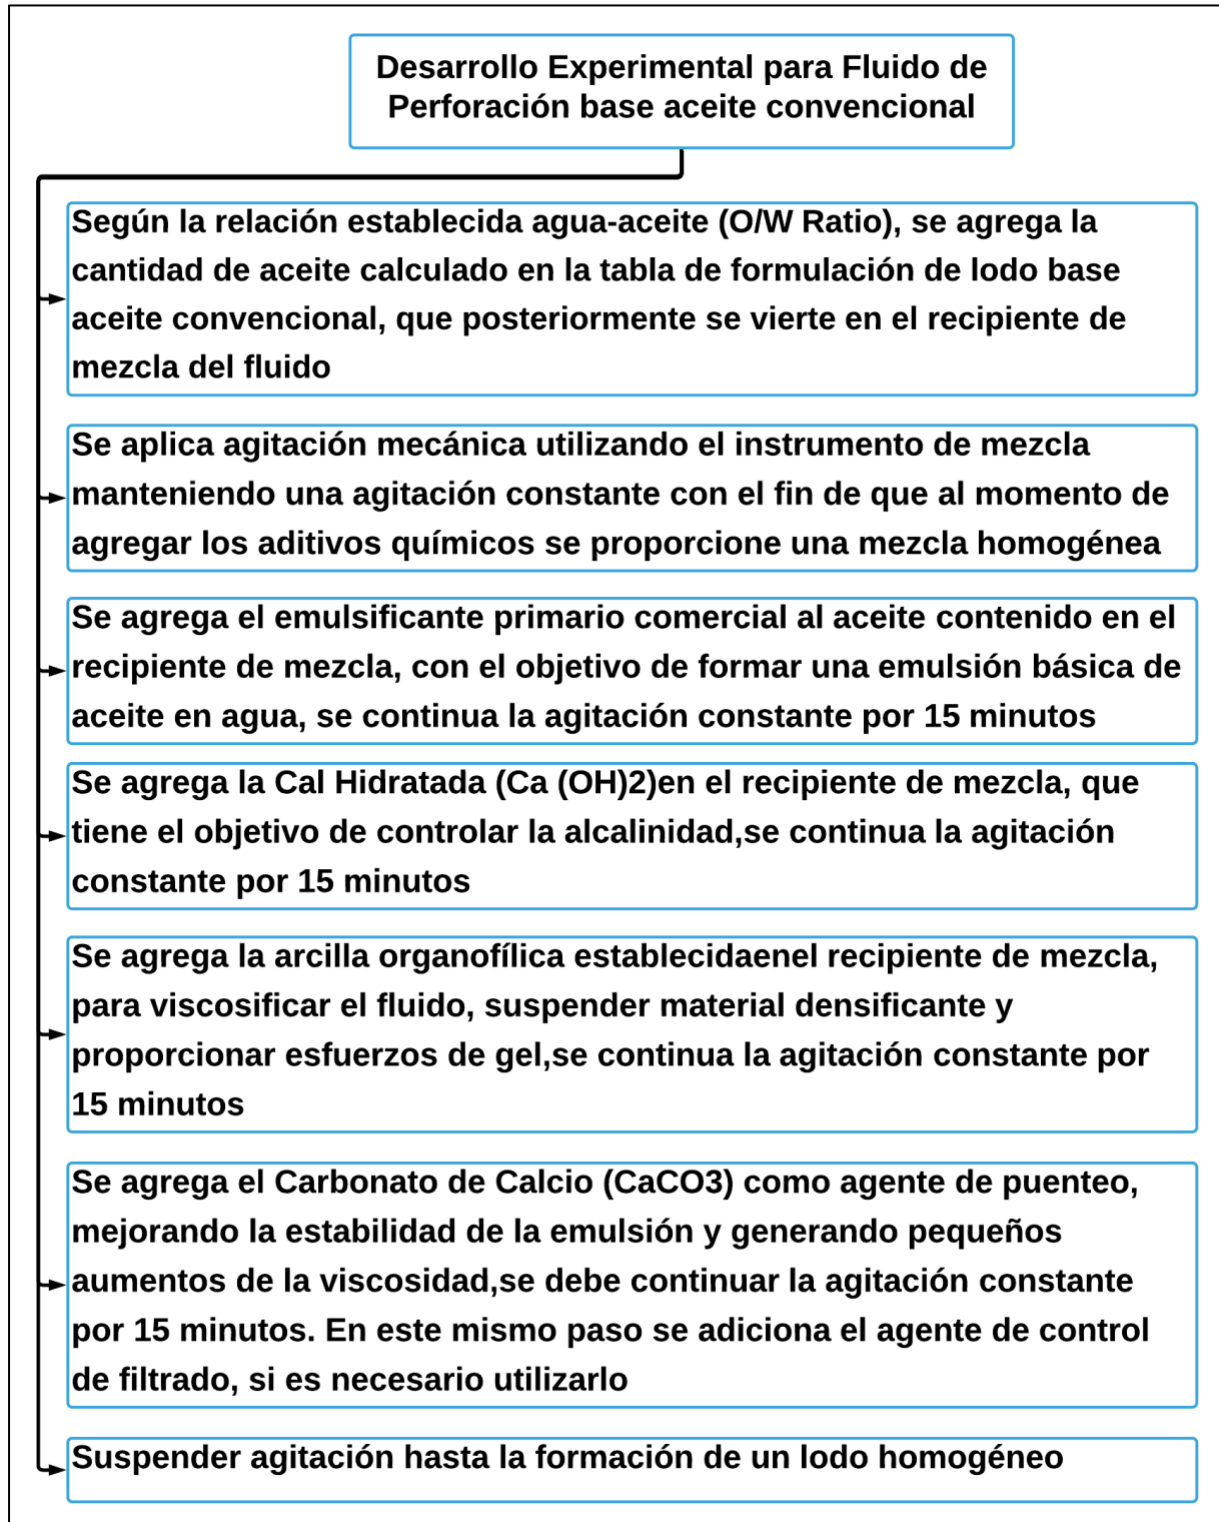 Desarrollo Experimental para Fluido de
Perforación base aceite convencional
Según la relación establecida agua-aceite (O/W Ratio), se agrega la
cantidad de aceite calculado en la tabla de formulación de lodo base
aceite convencional, que posteriormente se vierte en el recipiente de
mezcla del fluido
Se aplica agitación mecánica utilizando el instrumento de mezcla
manteniendo una agitación constante con el fin de que al momento de
agregar los aditivos químicos se proporcione una mezcla homogénea
Se agrega el emulsificante primario comercial al aceite contenido en el
recipiente de mezcla, con el objetivo de formar una emulsión básica de
aceite en agua, se continua la agitación constante por 15 minutos
Se agrega la Cal Hidratada (Ca (OH)2)en el recipiente de mezcla, que
tiene el objetivo de controlar la alcalinidad,se continua la agitación
constante por 15 minutos
Se agrega la arcilla organofílica establecidaenel recipiente de mezcla,
para viscosificar el fluido, suspender material densificante y
proporcionar esfuerzos de gel,se continua la agitación constante por
15 minutos
Se agrega el Carbonato de Calcio (CaCO3) como agente de puenteo,
mejorando la estabilidad de la emulsión y generando pequeños
aumentos de la viscosidad,se debe continuar la agitación constante
por 15 minutos. En este mismo paso se adiciona el agente de control
de filtrado, si es necesario utilizarlo
Suspender agitación hasta la formación de un lodo homogéneo